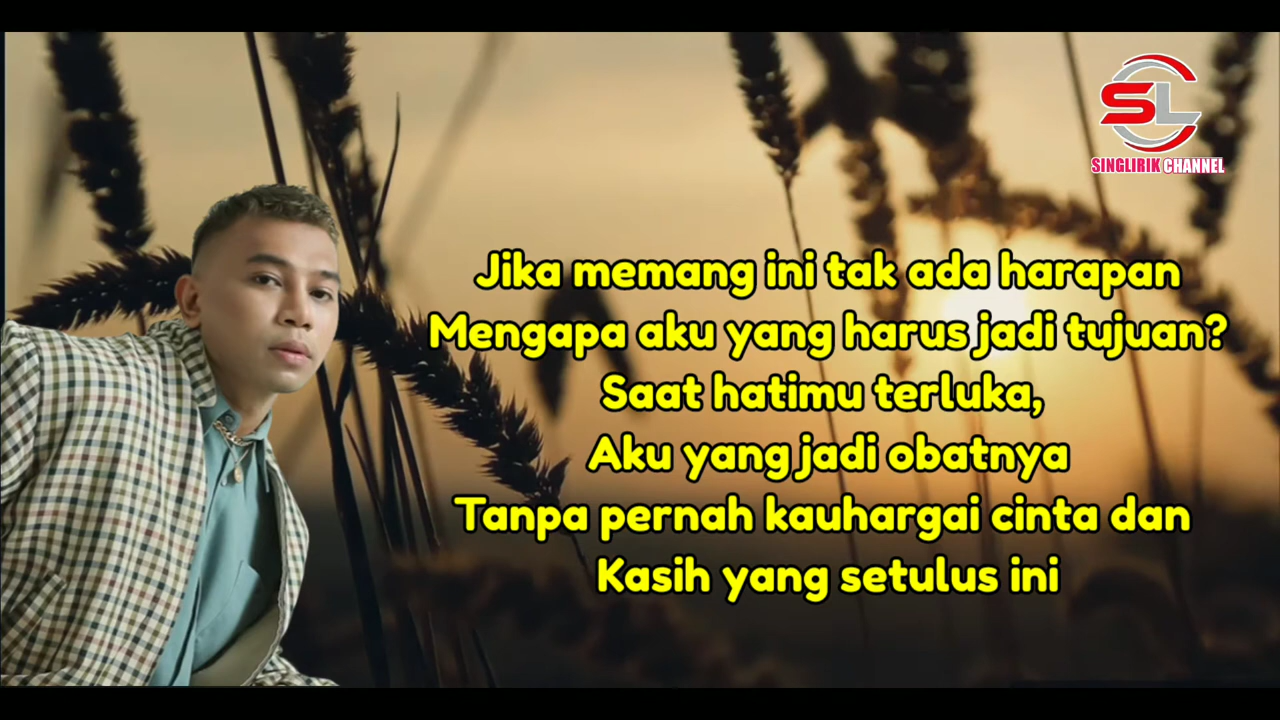 SL
SINGLIRIK CHANNEL
Jika memang ini tak ada harapan
Mengapa aku yang harus jadi tujuan?
Saat hatimu terluka,
Aku yang jadi obatnya
Tanpa pernah kauhargai cinta dan
Kasih yang setulus ini